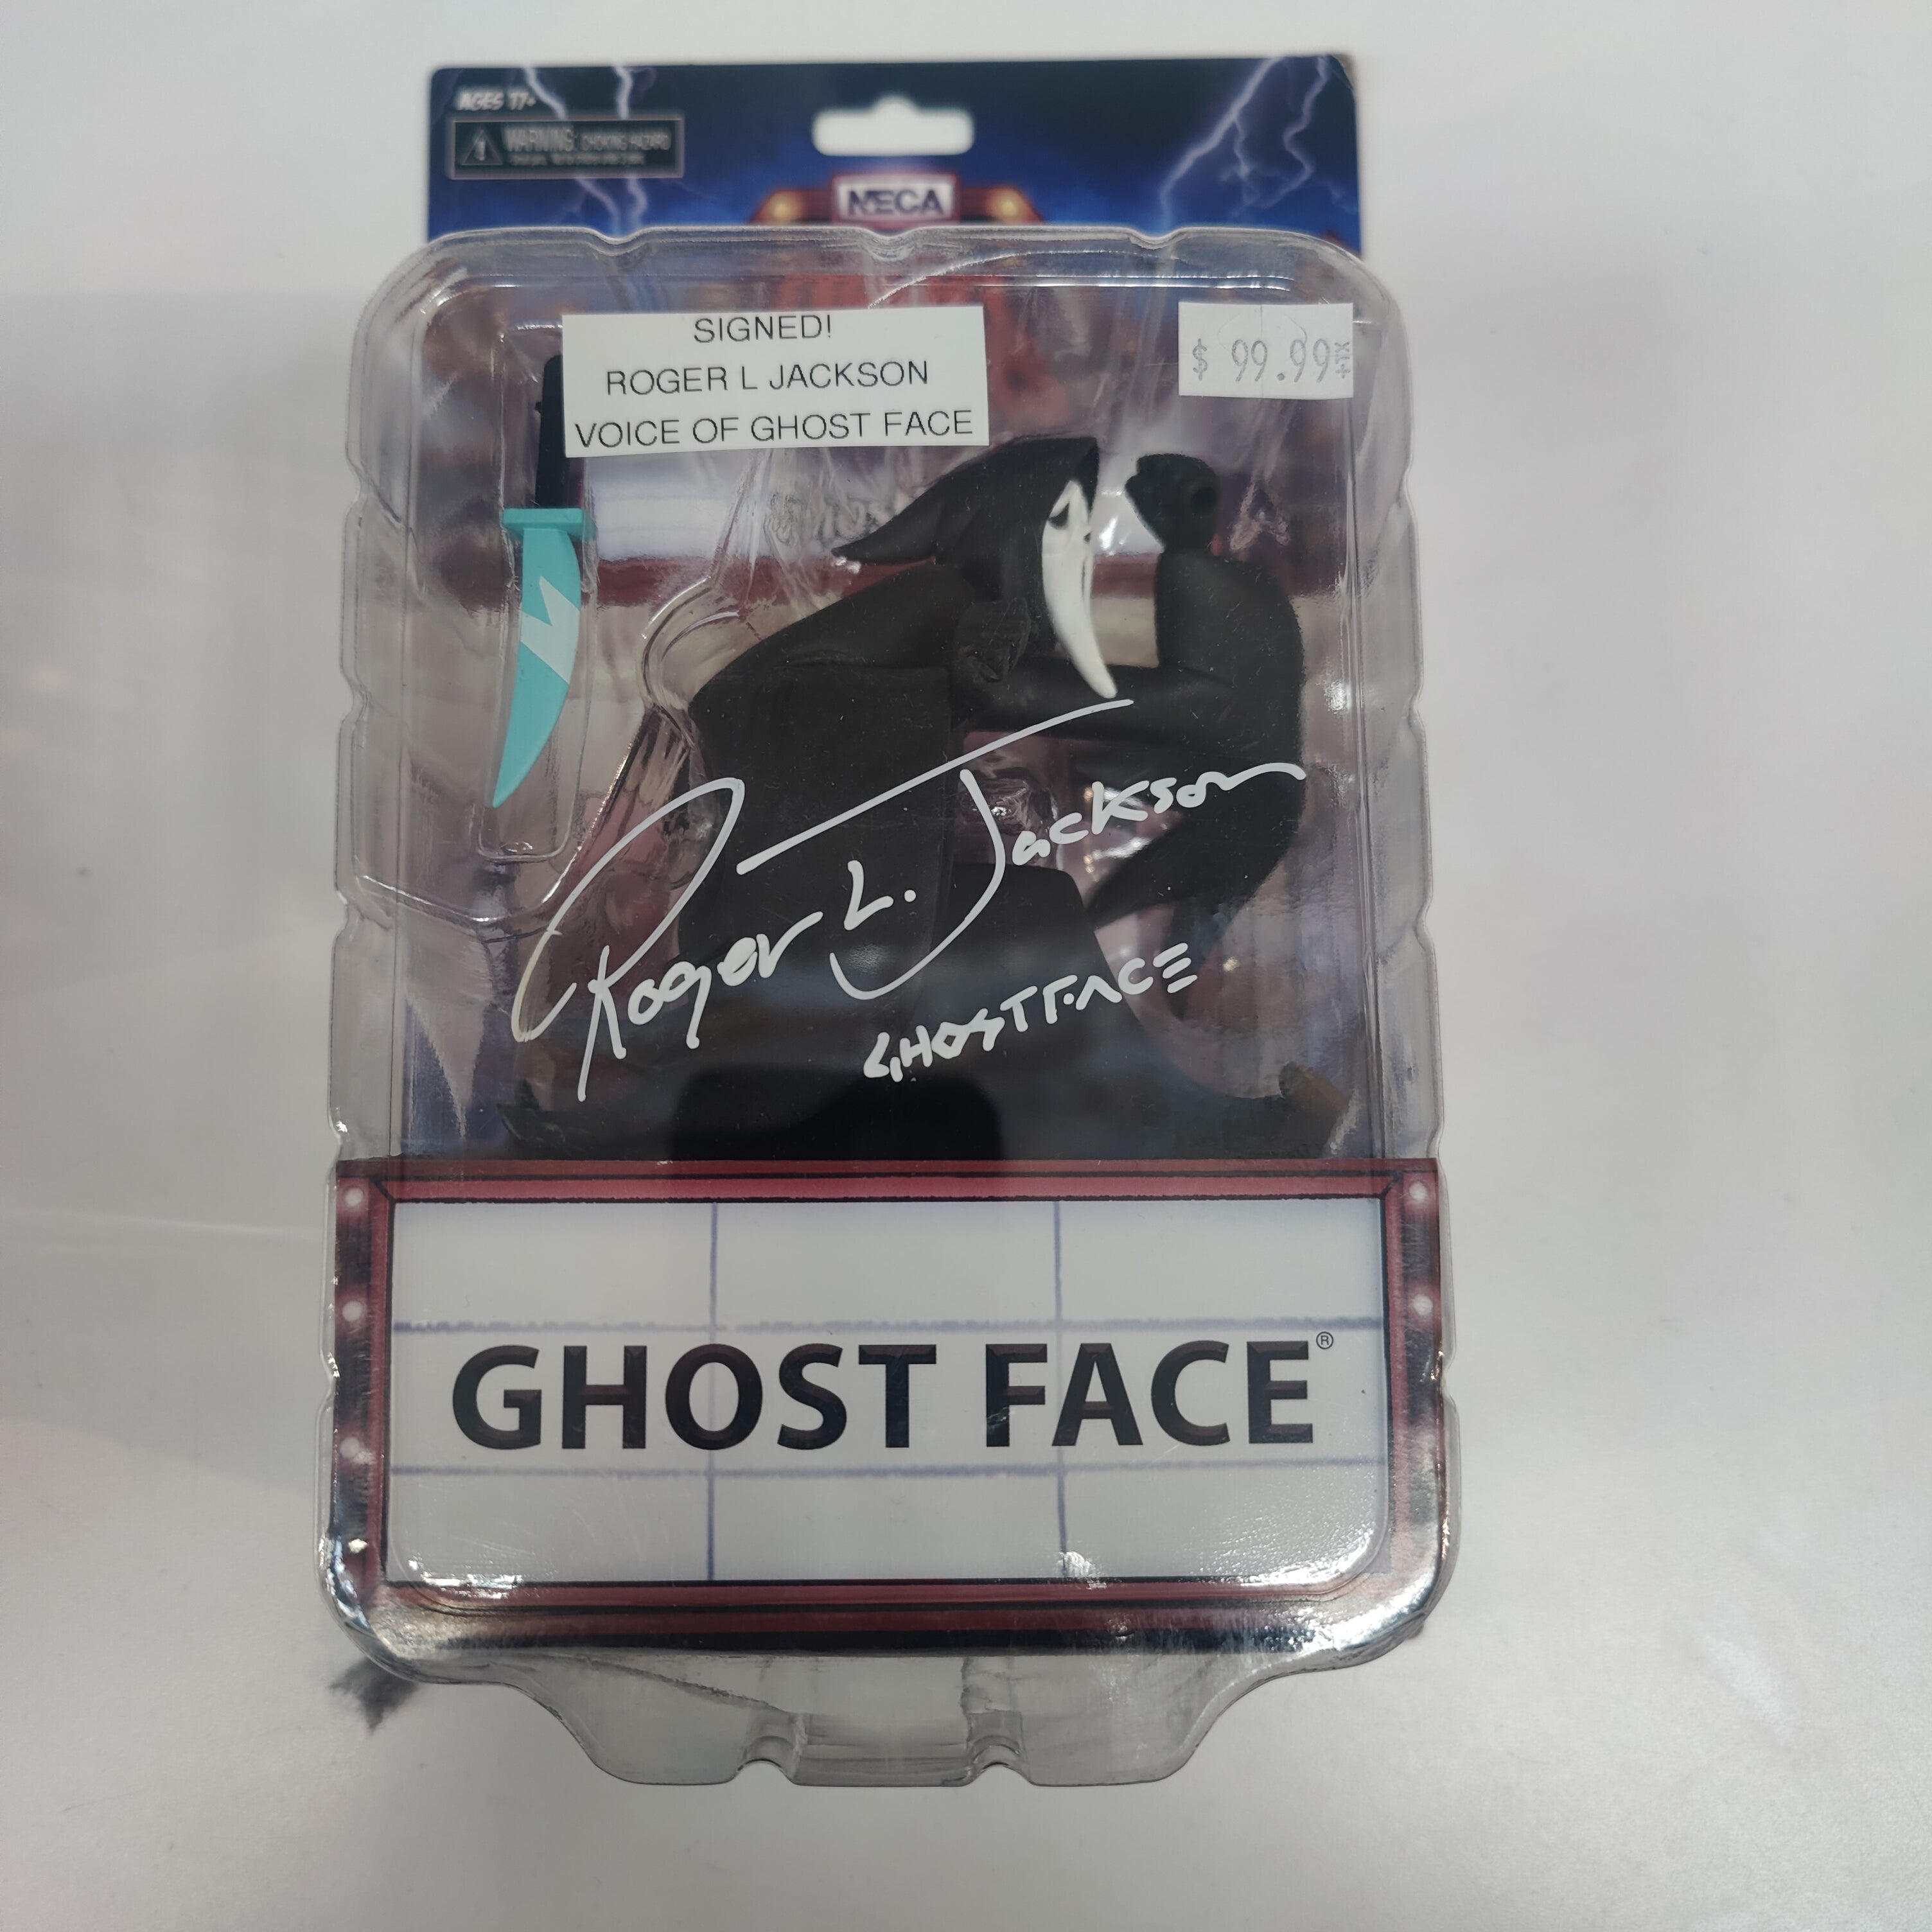 AGES 17+
WARNING: CHOKING HAZARD
NECA
SIGNED!
ROGER L JACKSON
VOICE OF GHOST FACE
$ 99.99+TX
Roger L. Jackson
GHOSTFACE
GHOST FACE®